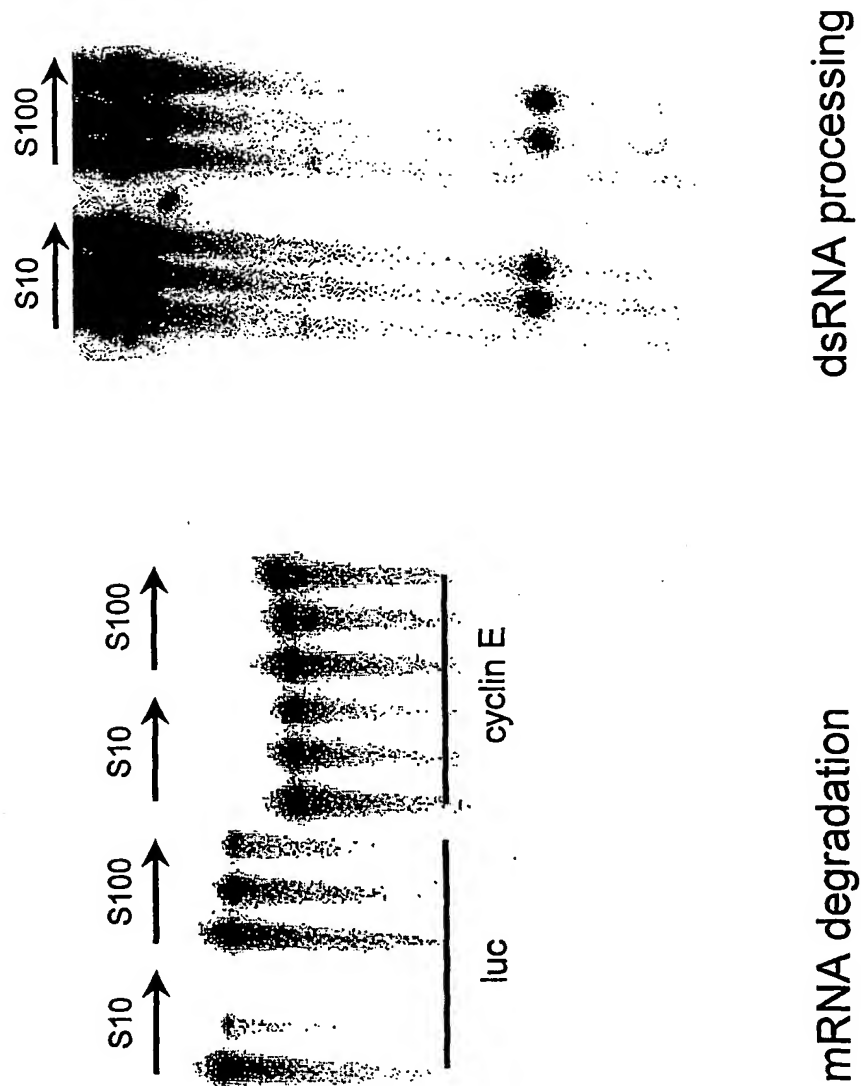 S10
S100
S10
S100
luc
cyclin E
mRNA degradation
S10
S100
dsRNA processing